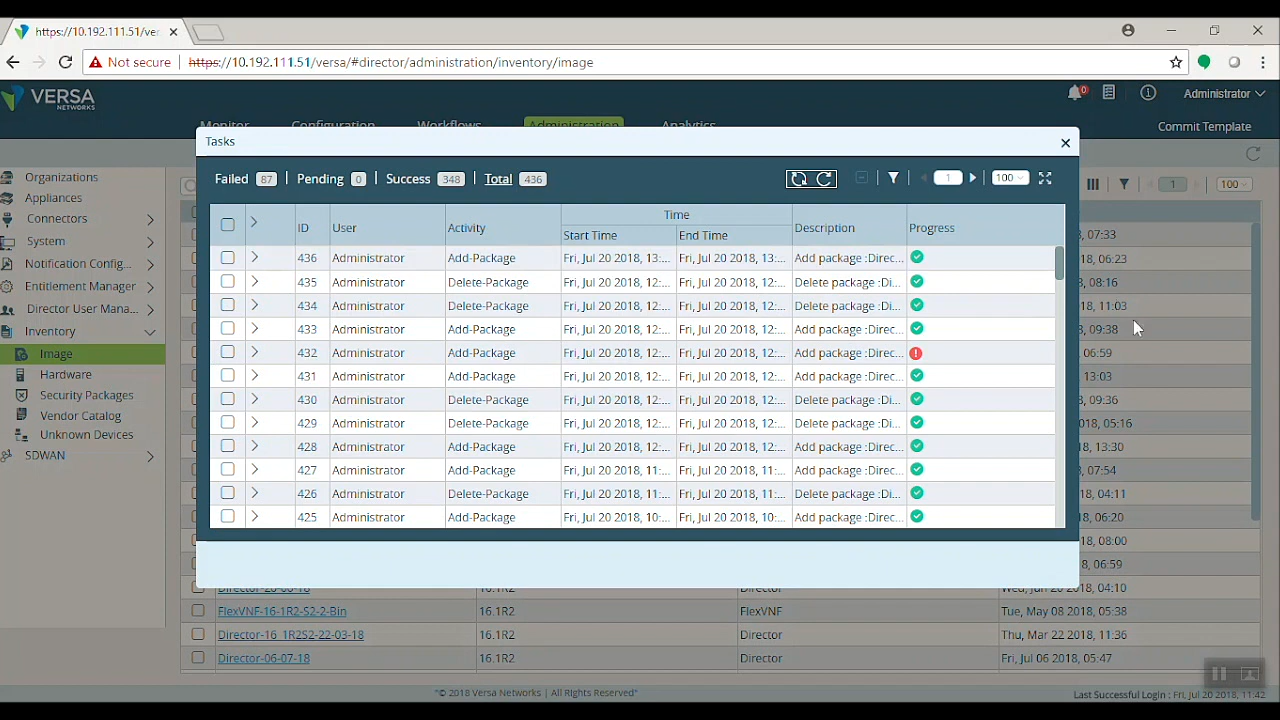 https://10.192.111.51/ver
Not secure | https://10.192.111.51/versa/#director/administration/inventory/image
VERSA NETWORKS
0
Administrator
Monitor Configuration Workflows Administration Analytics
Commit Template
Tasks
Failed 87 | Pending 0 | Success 348 | Total 436
1 100
1 100
Organizations
Appliances
Connectors
System
Notification Config...
Entitlement Manager
Director User Mana...
Inventory
Image
Hardware
Security Packages
Vendor Catalog
Unknown Devices
SDWAN
ID User Activity Time Description Progress
Start Time End Time
436 Administrator Add-Package Fri, Jul 20 2018, 13:... Fri, Jul 20 2018, 13:... Add package :Direc...
435 Administrator Delete-Package Fri, Jul 20 2018, 12:... Fri, Jul 20 2018, 12:... Delete package :Di...
434 Administrator Delete-Package Fri, Jul 20 2018, 12:... Fri, Jul 20 2018, 12:... Delete package :Di...
433 Administrator Add-Package Fri, Jul 20 2018, 12:... Fri, Jul 20 2018, 12:... Add package :Direc...
432 Administrator Add-Package Fri, Jul 20 2018, 12:... Fri, Jul 20 2018, 12:... Add package :Direc...
431 Administrator Add-Package Fri, Jul 20 2018, 12:... Fri, Jul 20 2018, 12:... Add package :Direc...
430 Administrator Delete-Package Fri, Jul 20 2018, 12:... Fri, Jul 20 2018, 12:... Delete package :Di...
429 Administrator Delete-Package Fri, Jul 20 2018, 12:... Fri, Jul 20 2018, 12:... Delete package :Di...
428 Administrator Add-Package Fri, Jul 20 2018, 12:... Fri, Jul 20 2018, 12:... Add package :Direc...
427 Administrator Add-Package Fri, Jul 20 2018, 11:... Fri, Jul 20 2018, 11:... Add package :Direc...
426 Administrator Delete-Package Fri, Jul 20 2018, 11:... Fri, Jul 20 2018, 11:... Delete package :Di...
425 Administrator Add-Package Fri, Jul 20 2018, 10:... Fri, Jul 20 2018, 10:... Add package :Direc...
8, 07:33
18, 06:23
, 08:16
18, 11:03
8, 09:38
06:59
13:03
, 09:36
018, 05:16
18, 13:30
, 07:54
18, 04:11
, 06:20
18, 08:00
, 06:59
Director-20-06-18 16.1R2 Director Wed, Jun 20 2018, 04:10
FlexVNF-16-1R2-S2-2-Bin 16.1R2 FlexVNF Tue, May 08 2018, 05:38
Director-16_1R2S2-22-03-18 16.1R2 Director Thu, Mar 22 2018, 11:36
Director-06-07-18 16.1R2 Director Fri, Jul 06 2018, 05:47
"© 2018 Versa Networks | All Rights Reserved"
Last Successful Login : Fri, Jul 20 2018, 11:42